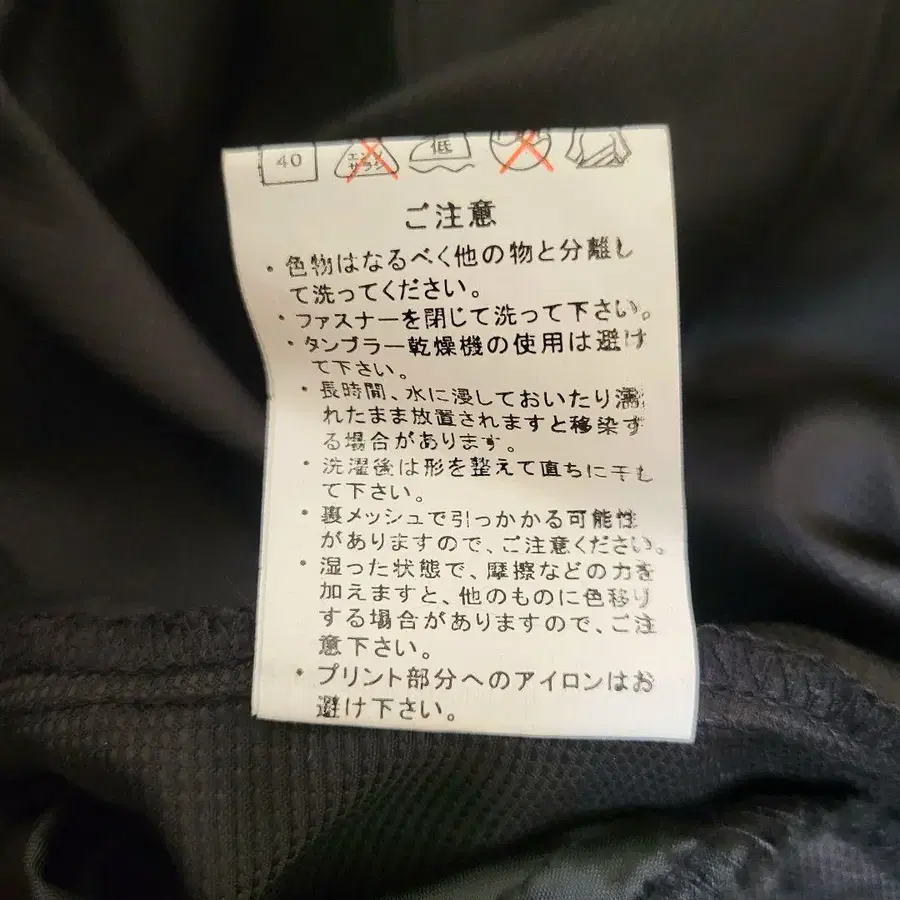 40 エンソサラシ 低
ご注意
・色物はなるべく他の物と分離し
て洗ってください。
・ファスナーを閉じて洗って下さい。
・タンブラー乾燥機の使用は避け
て下さい。
・長時間、水に浸しておいたり濡
れたまま放置されますと移染す
る場合があります。
・洗濯後は形を整えて直ちに干し
て下さい。
・裏メッシュで引っかかる可能性
がありますので、ご注意ください。
・湿った状態で、摩擦などの力を
加えますと、他のものに色移り
する場合がありますので、ご注
意下さい。
・プリント部分へのアイロンはお
避け下さい。